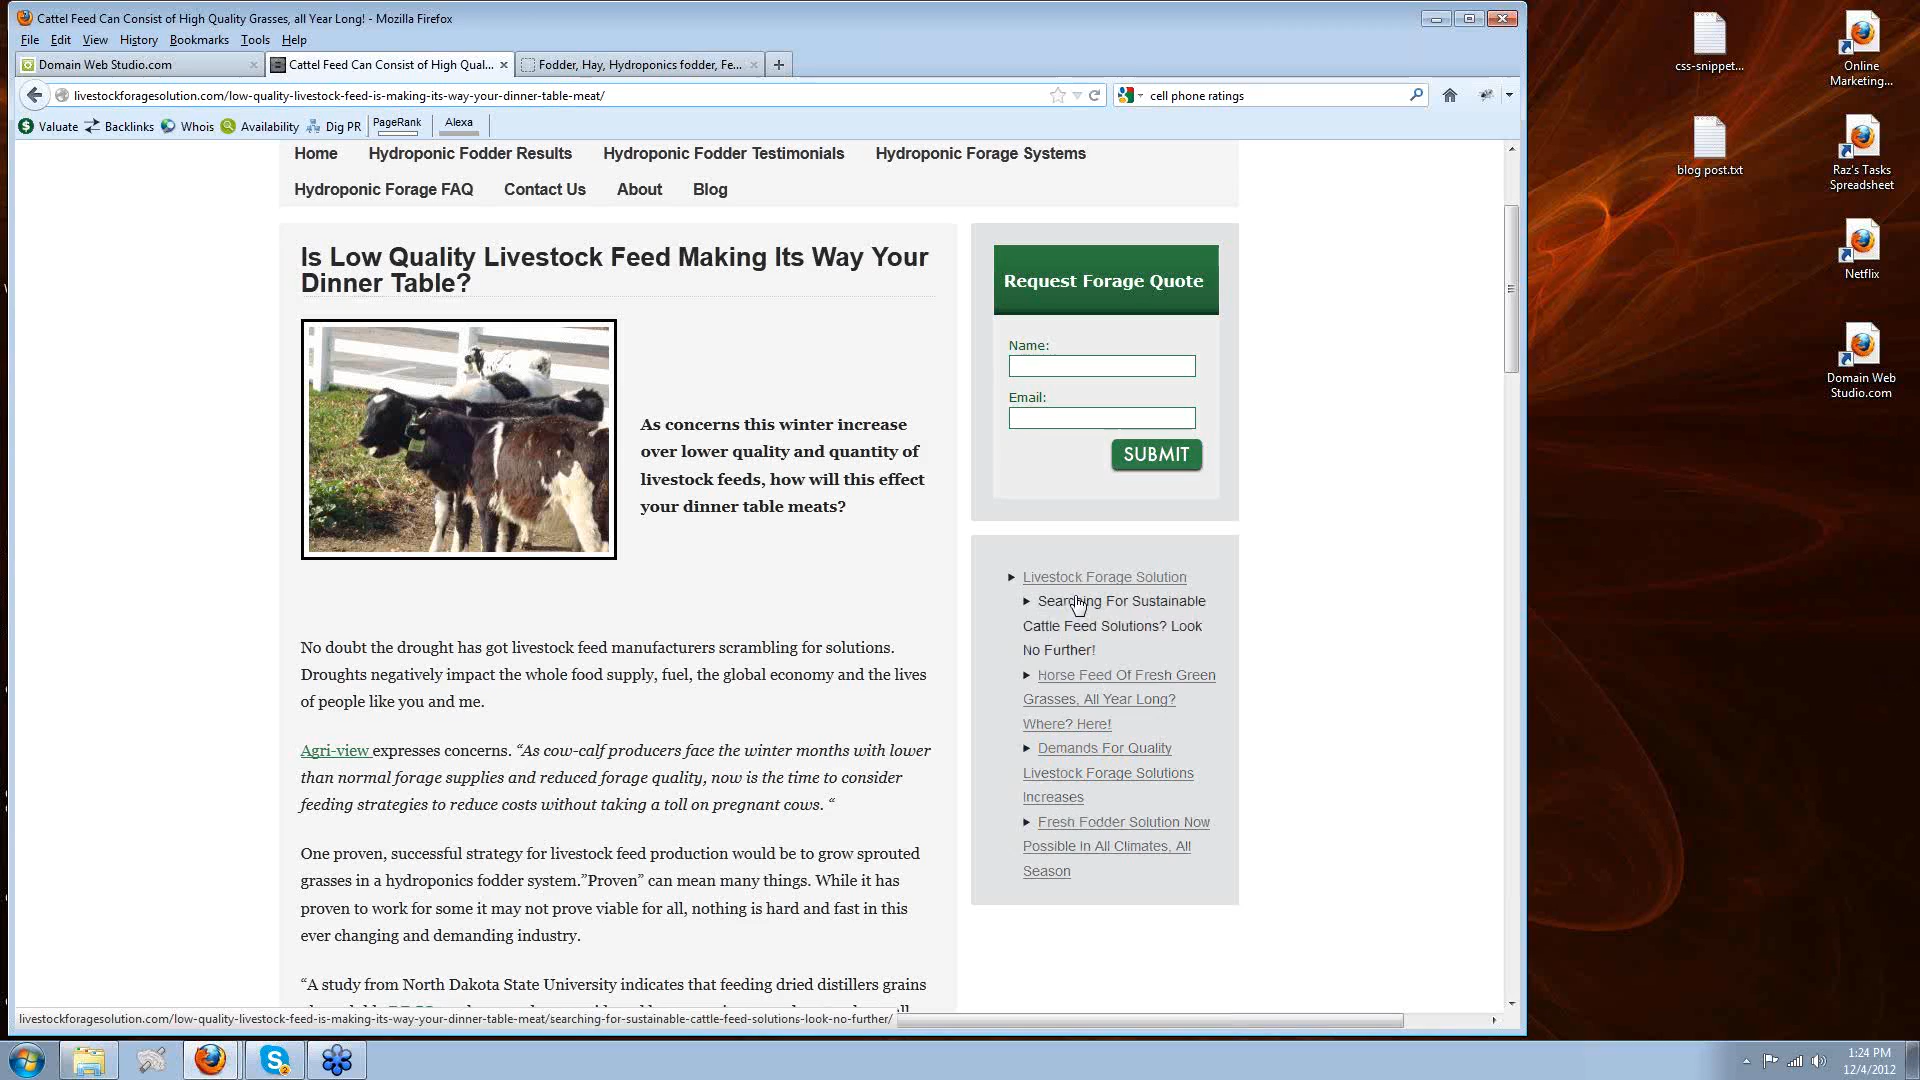 Cattel Feed Can Consist of High Quality Grasses, all Year Long! - Mozilla Firefox
File Edit View History Bookmarks Tools Help
Domain Web Studio.com
Cattel Feed Can Consist of High Qual...
Fodder, Hay, Hydroponics fodder, Fe...
livestockforagesolution.com/low-quality-livestock-feed-is-making-its-way-your-dinner-table-meat/
cell phone ratings
Valuate Backlinks Whois Availability Dig PR PageRank Alexa
Home Hydroponic Fodder Results Hydroponic Fodder Testimonials Hydroponic Forage Systems
Hydroponic Forage FAQ Contact Us About Blog
Is Low Quality Livestock Feed Making Its Way Your
Dinner Table?
As concerns this winter increase
over lower quality and quantity of
livestock feeds, how will this effect
your dinner table meats?
No doubt the drought has got livestock feed manufacturers scrambling for solutions.
Droughts negatively impact the whole food supply, fuel, the global economy and the lives
of people like you and me.
Agri-view expresses concerns. “As cow-calf producers face the winter months with lower
than normal forage supplies and reduced forage quality, now is the time to consider
feeding strategies to reduce costs without taking a toll on pregnant cows. “
One proven, successful strategy for livestock feed production would be to grow sprouted
grasses in a hydroponics fodder system.”Proven” can mean many things. While it has
proven to work for some it may not prove viable for all, nothing is hard and fast in this
ever changing and demanding industry.
“A study from North Dakota State University indicates that feeding dried distillers grains
Request Forage Quote
Name:
Email:
SUBMIT
Livestock Forage Solution
Searching For Sustainable
Cattle Feed Solutions? Look
No Further!
Horse Feed Of Fresh Green
Grasses, All Year Long?
Where? Here!
Demands For Quality
Livestock Forage Solutions
Increases
Fresh Fodder Solution Now
Possible In All Climates, All
Season
livestockforagesolution.com/low-quality-livestock-feed-is-making-its-way-your-dinner-table-meat/searching-for-sustainable-cattle-feed-solutions-look-no-further/
css-snippet...
Online
Marketing...
blog post.txt
Raz's Tasks
Spreadsheet
Netflix
Domain Web
Studio.com
2
1:24 PM
12/4/2012